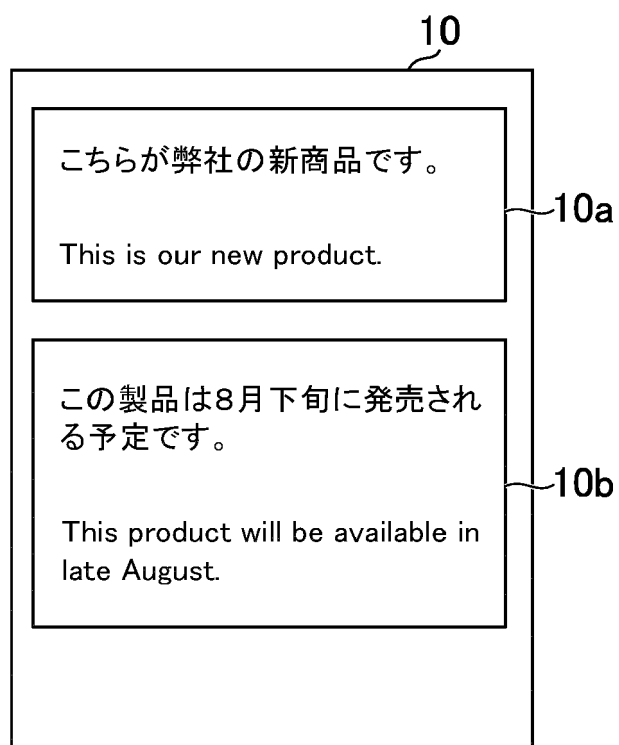 10
こちらが弊社の新商品です。
This is our new product.
10a
この製品は8月下旬に発売され
る予定です。
This product will be available in
late August.
10b